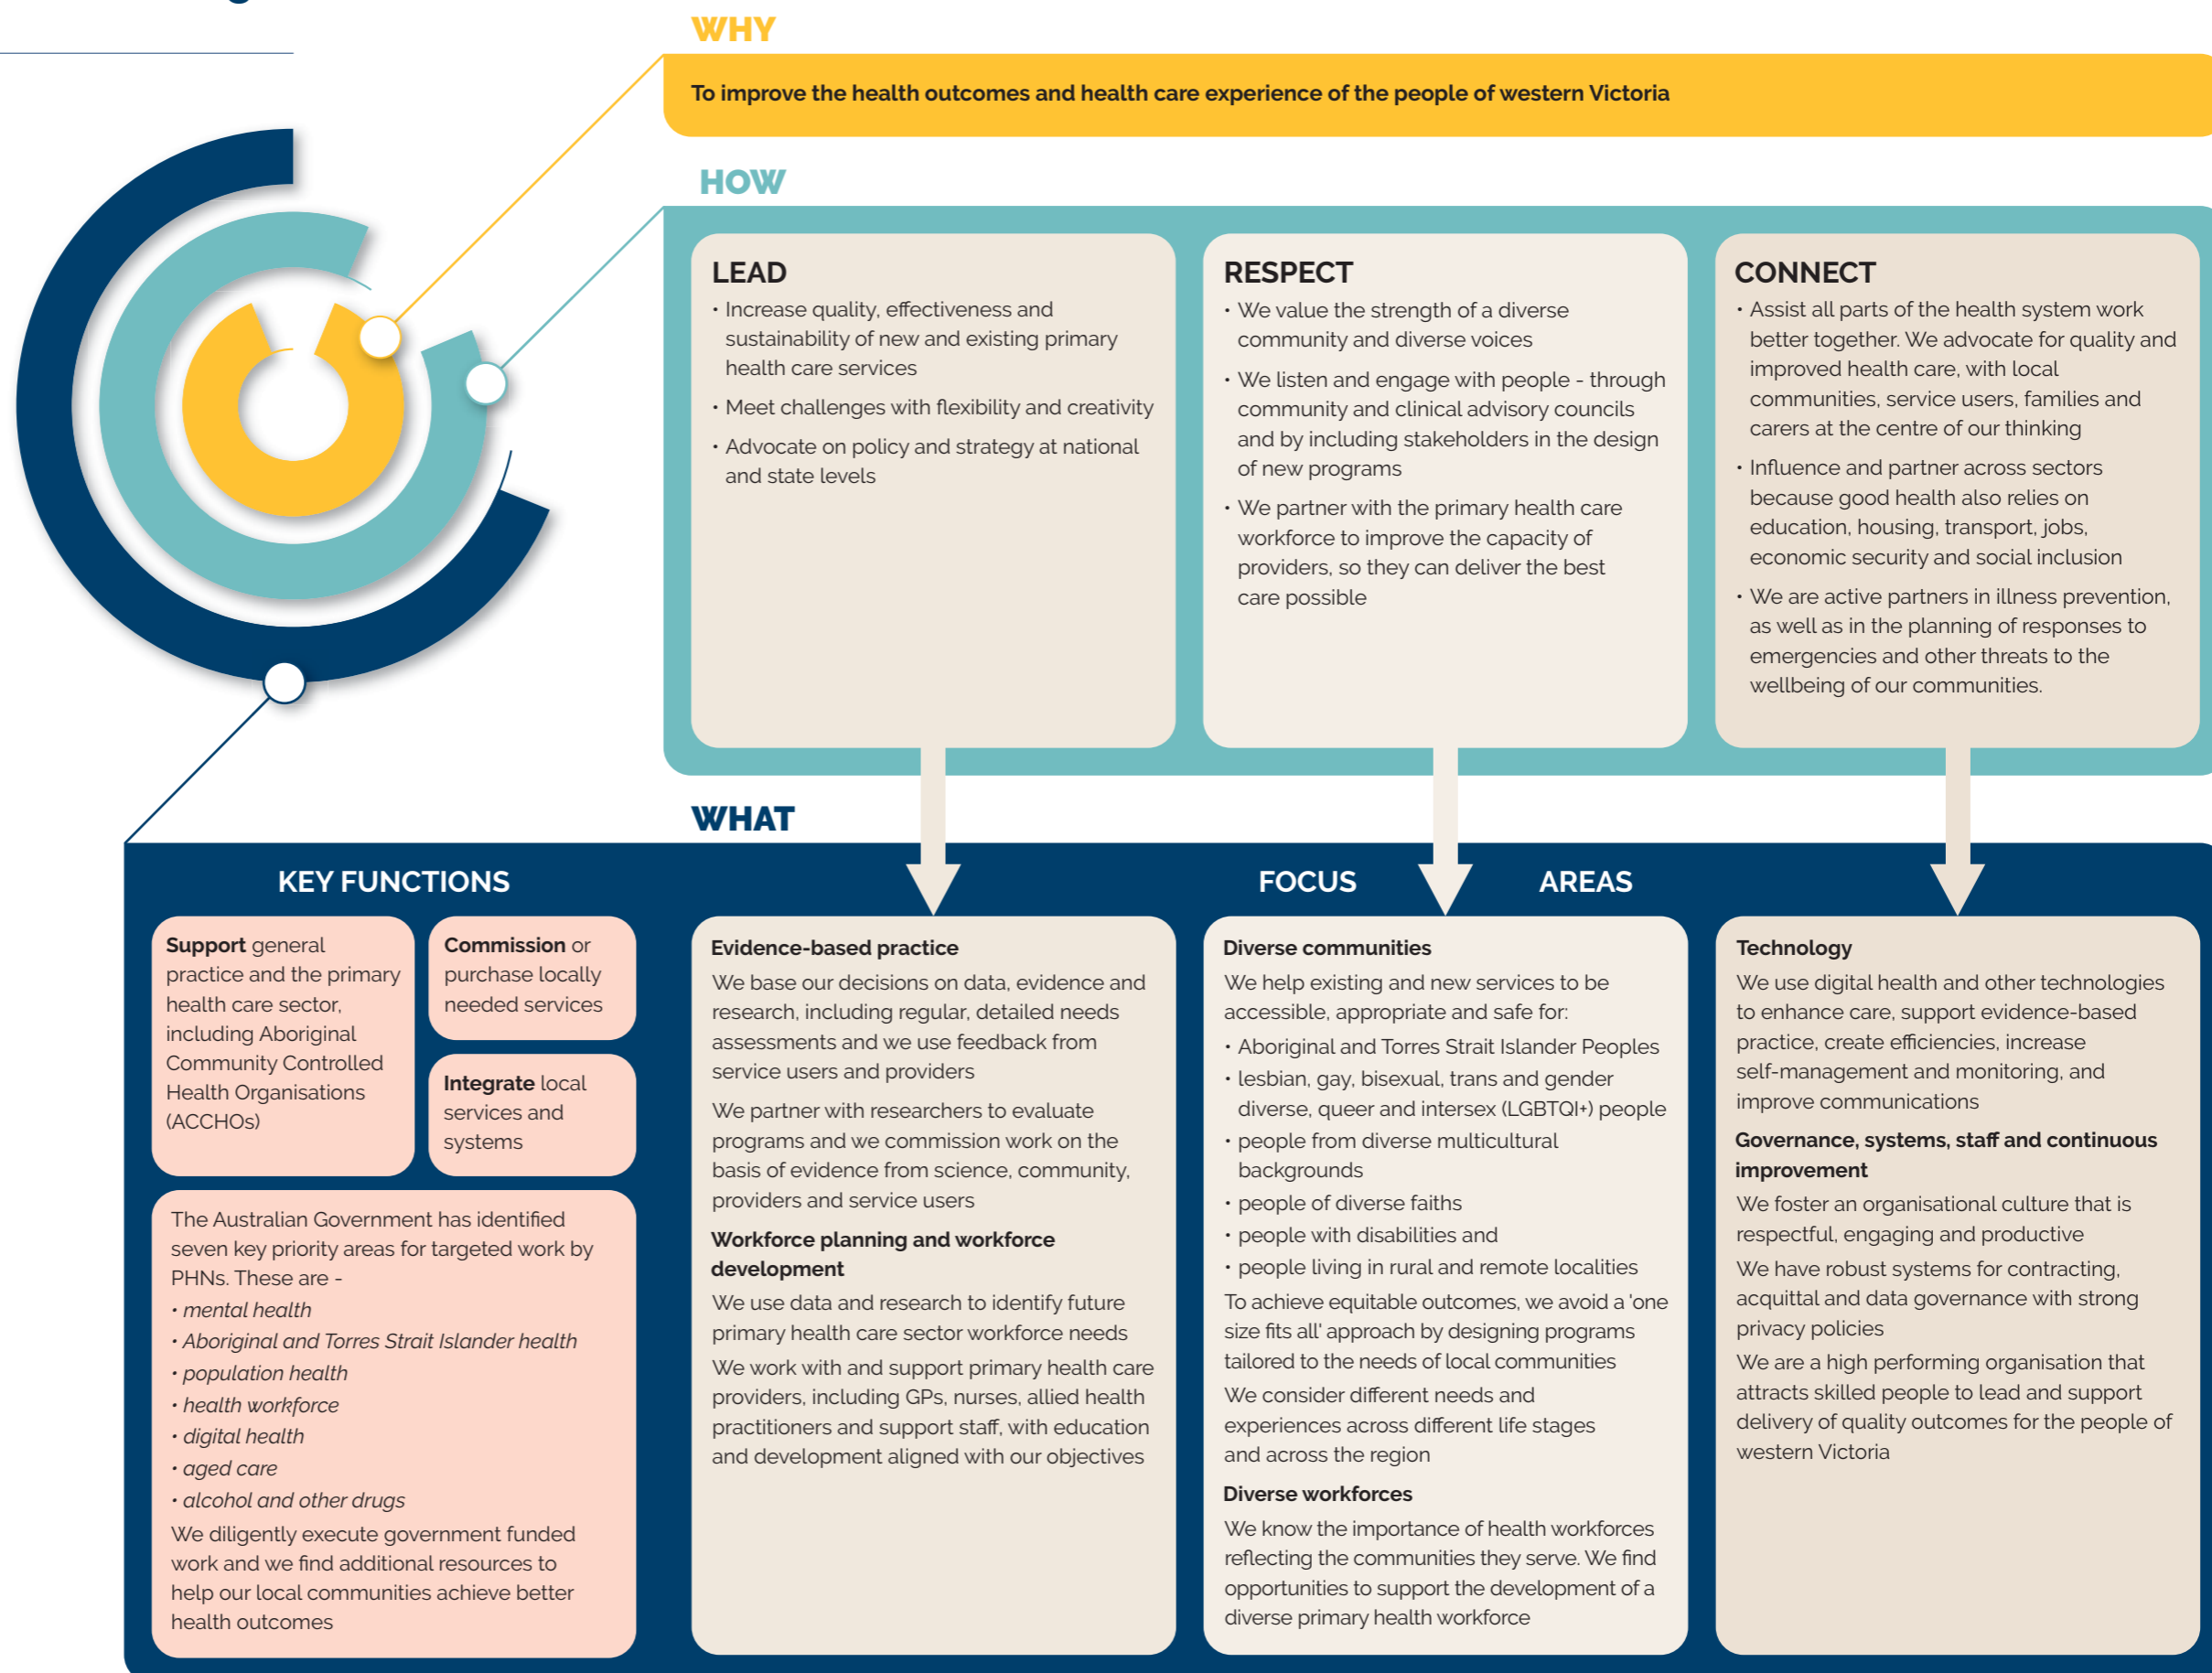 WHY
To improve the health outcomes and health care experience of the people of western Victoria
HOW
LEAD
• Increase quality, effectiveness and
sustainability of new and existing primary
health care services
• Meet challenges with flexibility and creativity
• Advocate on policy and strategy at national
and state levels
RESPECT
• We value the strength of a diverse
community and diverse voices
• We listen and engage with people - through
community and clinical advisory councils
and by including stakeholders in the design
of new programs
• We partner with the primary health care
workforce to improve the capacity of
providers, so they can deliver the best
care possible
CONNECT
• Assist all parts of the health system work
better together. We advocate for quality and
improved health care, with local
communities, service users, families and
carers at the centre of our thinking
• Influence and partner across sectors
because good health also relies on
education, housing, transport, jobs,
economic security and social inclusion
• We are active partners in illness prevention,
as well as in the planning of responses to
emergencies and other threats to the
wellbeing of our communities.
WHAT
KEY FUNCTIONS
Support general
practice and the primary
health care sector,
including Aboriginal
Community Controlled
Health Organisations
(ACCHOs)
Commission or
purchase locally
needed services
Integrate local
services and
systems
The Australian Government has identified
seven key priority areas for targeted work by
PHNs. These are -
• mental health
• Aboriginal and Torres Strait Islander health
• population health
• health workforce
• digital health
• aged care
• alcohol and other drugs
We diligently execute government funded
work and we find additional resources to
help our local communities achieve better
health outcomes
FOCUS AREAS
Evidence-based practice
We base our decisions on data, evidence and
research, including regular, detailed needs
assessments and we use feedback from
service users and providers
We partner with researchers to evaluate
programs and we commission work on the
basis of evidence from science, community,
providers and service users
Workforce planning and workforce
development
We use data and research to identify future
primary health care sector workforce needs
We work with and support primary health care
providers, including GPs, nurses, allied health
practitioners and support staff, with education
and development aligned with our objectives
Diverse communities
We help existing and new services to be
accessible, appropriate and safe for:
• Aboriginal and Torres Strait Islander Peoples
• lesbian, gay, bisexual, trans and gender
diverse, queer and intersex (LGBTQI+) people
• people from diverse multicultural
backgrounds
• people of diverse faiths
• people with disabilities and
• people living in rural and remote localities
To achieve equitable outcomes, we avoid a 'one
size fits all' approach by designing programs
tailored to the needs of local communities
We consider different needs and
experiences across different life stages
and across the region
Diverse workforces
We know the importance of health workforces
reflecting the communities they serve. We find
opportunities to support the development of a
diverse primary health workforce
Technology
We use digital health and other technologies
to enhance care, support evidence-based
practice, create efficiencies, increase
self-management and monitoring, and
improve communications
Governance, systems, staff and continuous
improvement
We foster an organisational culture that is
respectful, engaging and productive
We have robust systems for contracting,
acquittal and data governance with strong
privacy policies
We are a high performing organisation that
attracts skilled people to lead and support
delivery of quality outcomes for the people of
western Victoria